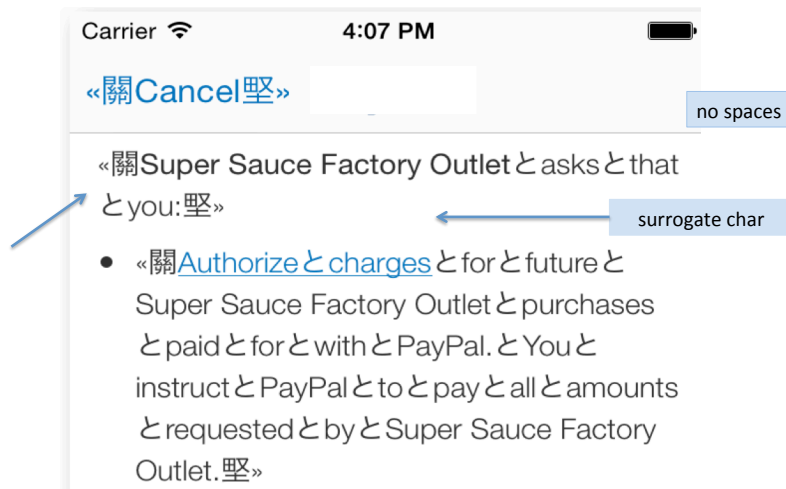 Carrier 4:07 PM
«關Cancel堅»
no spaces
«關Super Sauce Factory Outletとasksとthat
とyou:堅»
surrogate char
• «關Authorizeとchargesとforとfutureと
Super Sauce Factory Outletとpurchases
とpaidとforとwithとPayPal.とYouと
instructとPayPalとtoとpayとallとamounts
とrequestedとbyとSuper Sauce Factory
Outlet.堅»